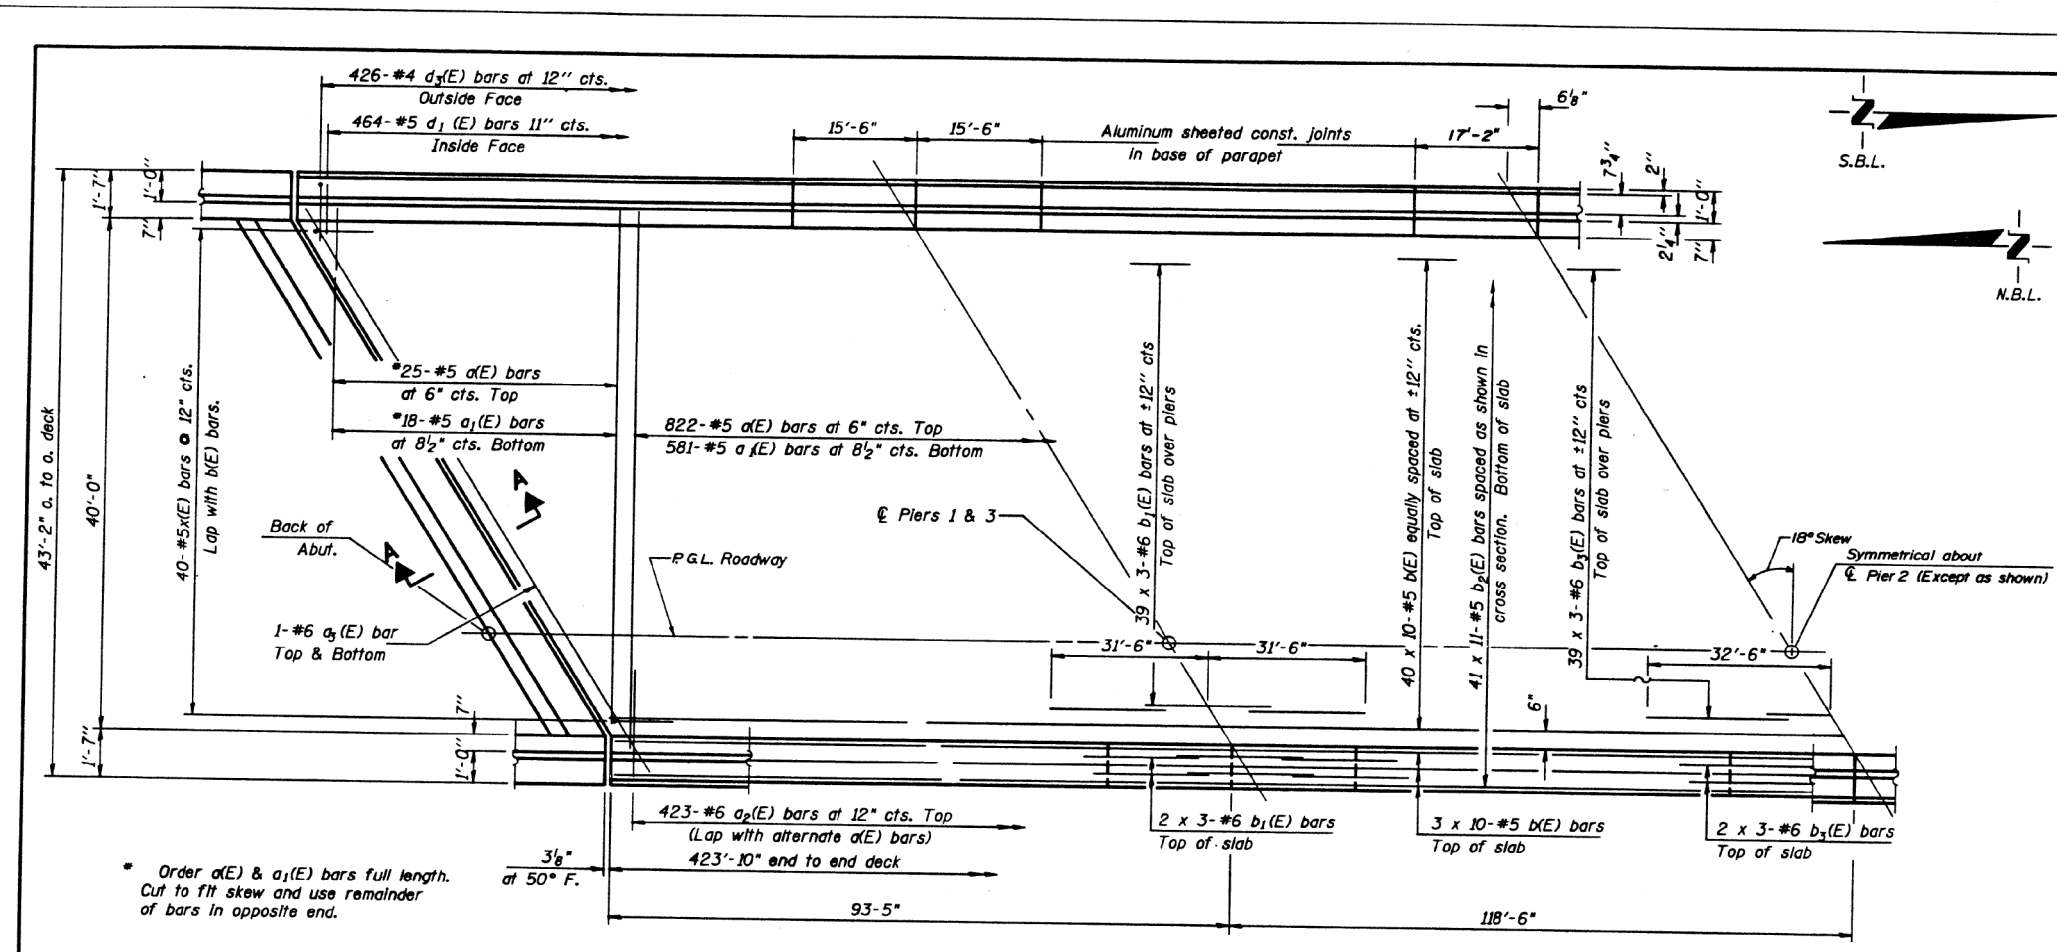 426-#4 d3(E) bars at 12" cts.
Outside Face
464-#5 d1 (E) bars 11" cts.
Inside Face
15'-6"
15'-6"
Aluminum sheeted const. joints
in base of parapet
17'-2"
6⅛"
7¾"
2"
1'-0"
2¼"
7"
S.B.L.
N.B.L.
1'-7"
1'-0"
7"
43'-2" o. to o. deck
40'-0"
40-#5x(E) bars @ 12" cts.
Lap with b(E) bars.
*25-#5 a(E) bars
at 6" cts. Top
*18-#5 a1(E) bars
at 8½" cts. Bottom
822-#5 a(E) bars at 6" cts. Top
581-#5 a1(E) bars at 8½" cts. Bottom
A
A
Back of
Abut.
℄ Piers 1 & 3
P.G.L. Roadway
1-#6 a3(E) bar
Top & Bottom
39 x 3-#6 b1(E) bars at ±12" cts
Top of slab over piers
40 x 10-#5 b(E) equally spaced at ±12" cts.
Top of slab
41 x 11-#5 b2(E) bars spaced as shown in
cross section. Bottom of slab
39 x 3-#6 b3(E) bars at ±12" cts
Top of slab over piers
18° Skew
Symmetrical about
℄ Pier 2 (Except as shown)
31'-6"
31'-6"
32'-6"
6"
7"
1'-7"
1'-0"
423-#6 a2(E) bars at 12" cts. Top
(Lap with alternate a(E) bars)
423'-10" end to end deck
3⅛"
at 50° F.
2 x 3-#6 b1(E) bars
Top of slab
3 x 10-#5 b(E) bars
Top of slab
2 x 3-#6 b3(E) bars
Top of slab
* Order a(E) & a1(E) bars full length.
Cut to fit skew and use remainder
of bars in opposite end.
93-5"
118'-6"